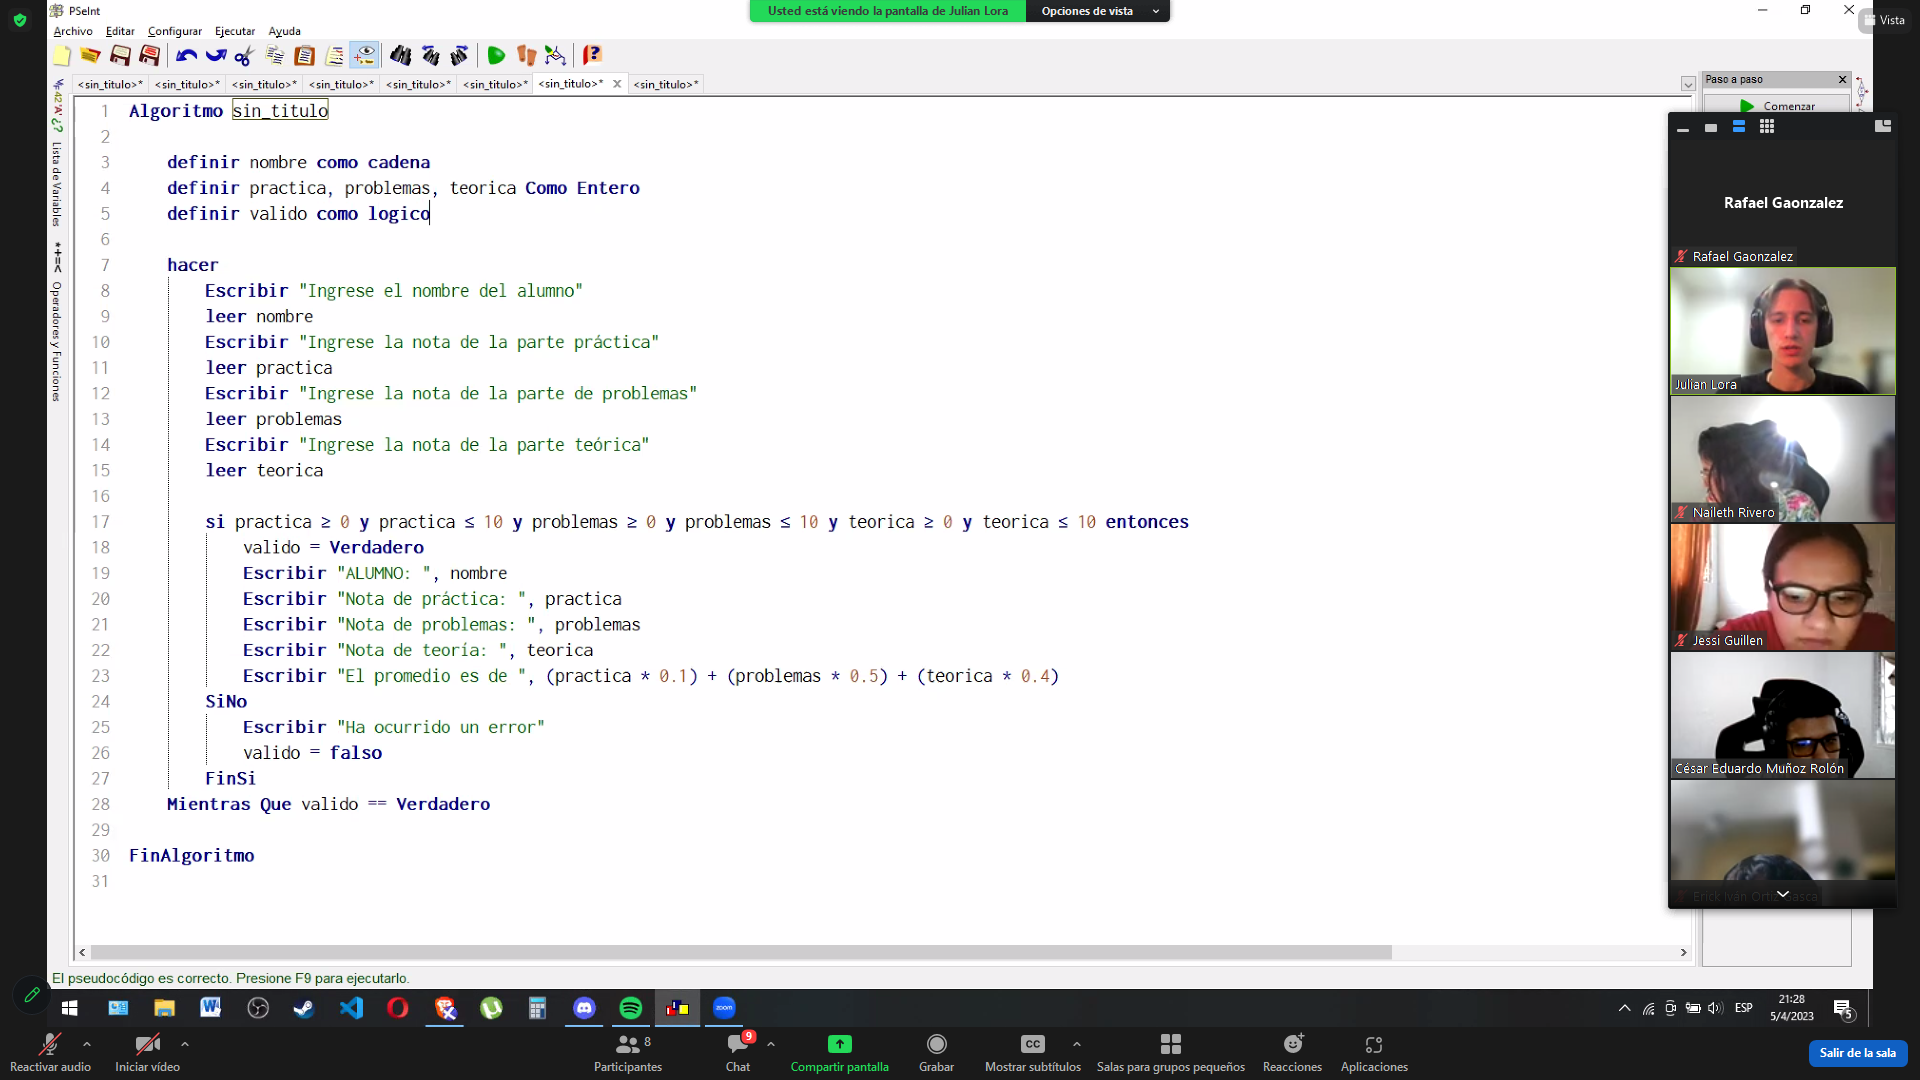 PSeInt
Usted está viendo la pantalla de Julian Lora
Opciones de vista
Vista
Archivo Editar Configurar Ejecutar Ayuda
<sin_titulo>* <sin_titulo>* <sin_titulo>* <sin_titulo>* <sin_titulo>* <sin_titulo>* <sin_titulo>* <sin_titulo>*
Paso a paso
Comenzar
Lista de Variables
*+=< Operadores y Funciones
1 Algoritmo sin_titulo
2
3 definir nombre como cadena
4 definir practica, problemas, teorica Como Entero
5 definir valido como logico
6
7 hacer
8 Escribir "Ingrese el nombre del alumno"
9 leer nombre
10 Escribir "Ingrese la nota de la parte práctica"
11 leer practica
12 Escribir "Ingrese la nota de la parte de problemas"
13 leer problemas
14 Escribir "Ingrese la nota de la parte teórica"
15 leer teorica
16
17 si practica ≥ 0 y practica ≤ 10 y problemas ≥ 0 y problemas ≤ 10 y teorica ≥ 0 y teorica ≤ 10 entonces
18 valido = Verdadero
19 Escribir "ALUMNO: ", nombre
20 Escribir "Nota de práctica: ", practica
21 Escribir "Nota de problemas: ", problemas
22 Escribir "Nota de teoría: ", teorica
23 Escribir "El promedio es de ", (practica * 0.1) + (problemas * 0.5) + (teorica * 0.4)
24 SiNo
25 Escribir "Ha ocurrido un error"
26 valido = falso
27 FinSi
28 Mientras Que valido == Verdadero
29
30 FinAlgoritmo
31
Rafael Gaonzalez
Rafael Gaonzalez
Julian Lora
Naileth Rivero
Jessi Guillen
César Eduardo Muñoz Rolón
Erick Iván Ortiz Gasca
El pseudocódigo es correcto. Presione F9 para ejecutarlo.
zoom
ESP
21:28
5/4/2023
5
Reactivar audio
Iniciar vídeo
8
Participantes
9
Chat
Compartir pantalla
Grabar
CC
Mostrar subtítulos
Salas para grupos pequeños
Reacciones
Aplicaciones
Salir de la sala